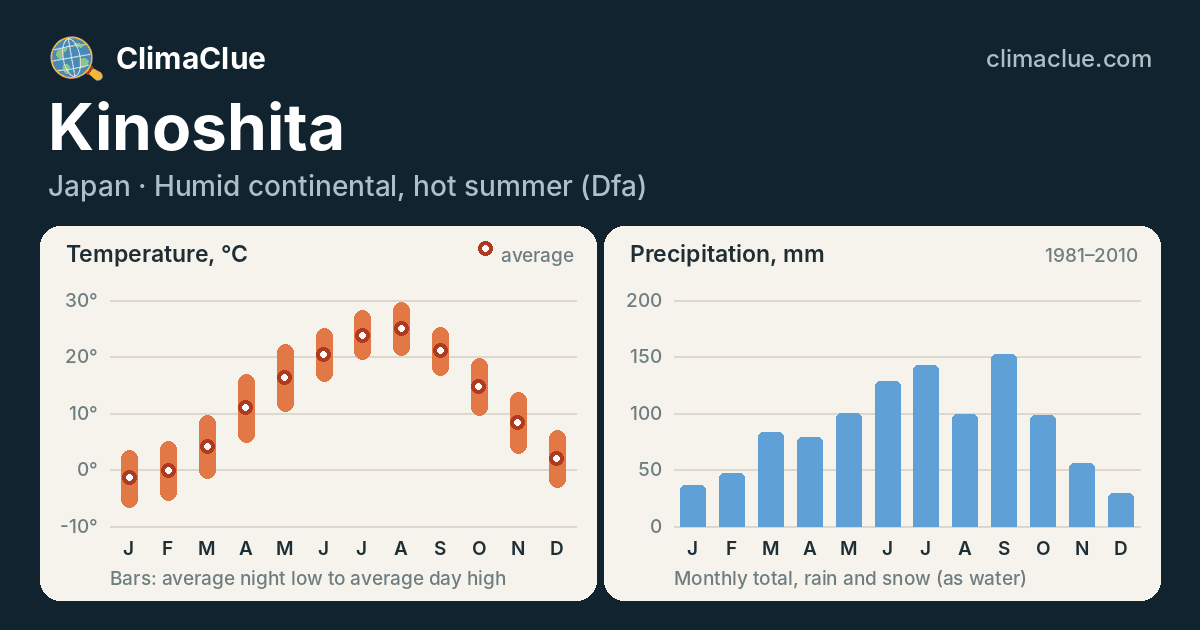 ClimaClue
climaclue.com
Kinoshita
Japan · Humid continental, hot summer (Dfa)
Temperature, °C
average
30°
20°
10°
0°
-10°
J F M A M J J A S O N D
Bars: average night low to average day high
Precipitation, mm
1981–2010
200
150
100
50
0
J F M A M J J A S O N D
Monthly total, rain and snow (as water)